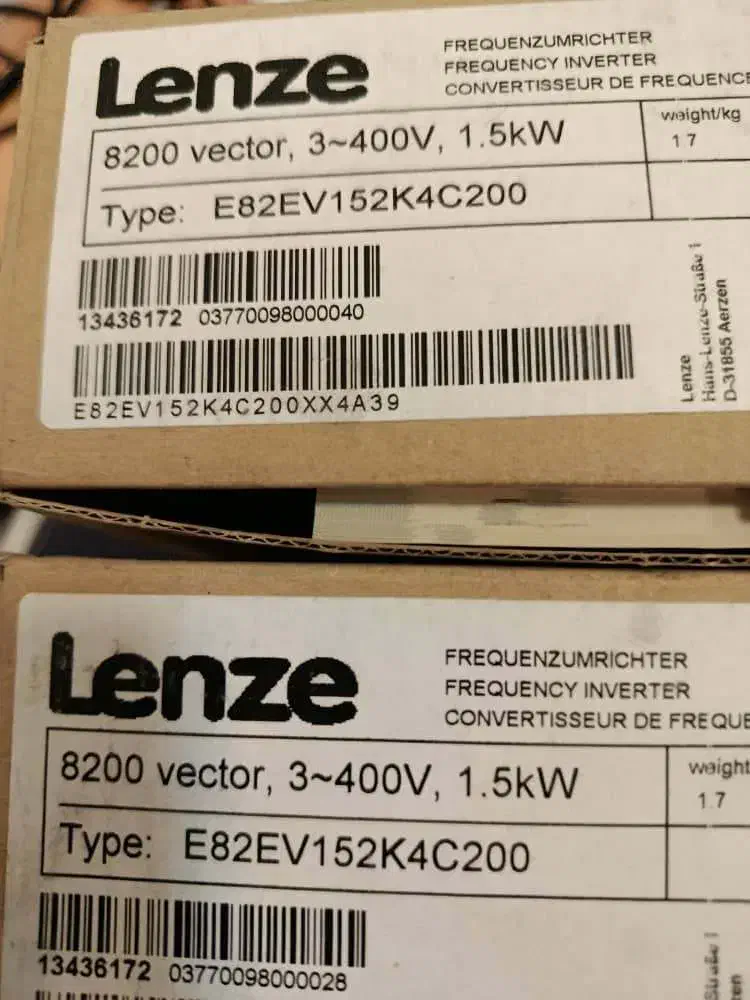 Lenze
FREQUENZUMRICHTER
FREQUENCY INVERTER
CONVERTISSEUR DE FREQUENCE
8200 vector, 3~400V, 1.5kW
weight/kg
1.7
Type: E82EV152K4C200
13436172 03770098000040
E82EV152K4C200XX4A39
Lenze
Hans-Lenze-Straße 1
D-31855 Aerzen
Lenze
FREQUENZUMRICHTER
FREQUENCY INVERTER
CONVERTISSEUR DE FREQUE
8200 vector, 3~400V, 1.5kW
weight
1.7
Type: E82EV152K4C200
13436172 03770098000028